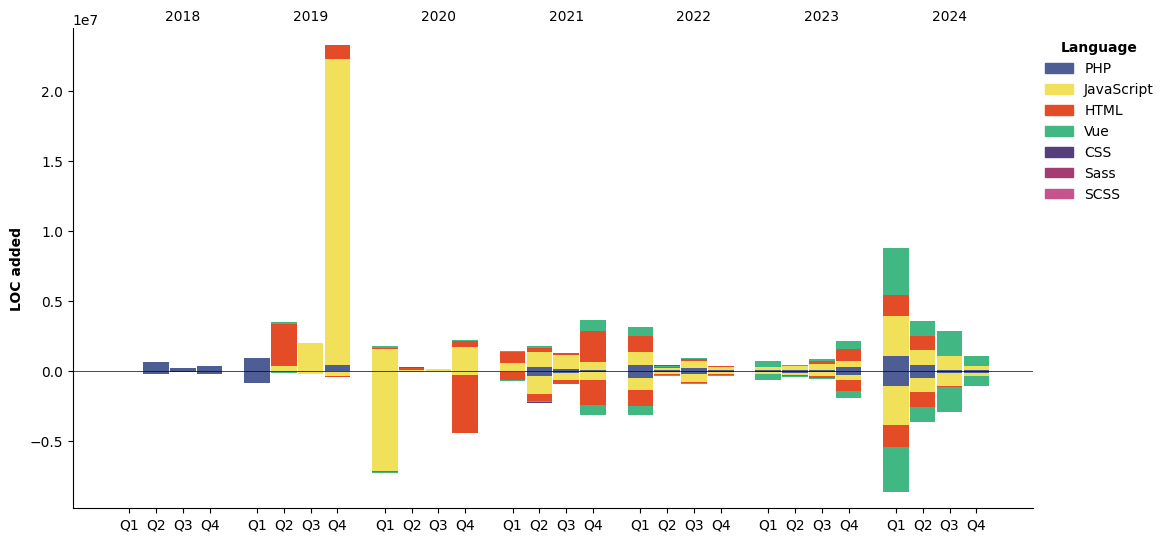 1e7
2018 2019 2020 2021 2022 2023 2024
Language
PHP
JavaScript
HTML
Vue
CSS
Sass
SCSS
LOC added
2.0
1.5
1.0
0.5
0.0
−0.5
Q1 Q2 Q3 Q4 Q1 Q2 Q3 Q4 Q1 Q2 Q3 Q4 Q1 Q2 Q3 Q4 Q1 Q2 Q3 Q4 Q1 Q2 Q3 Q4 Q1 Q2 Q3 Q4